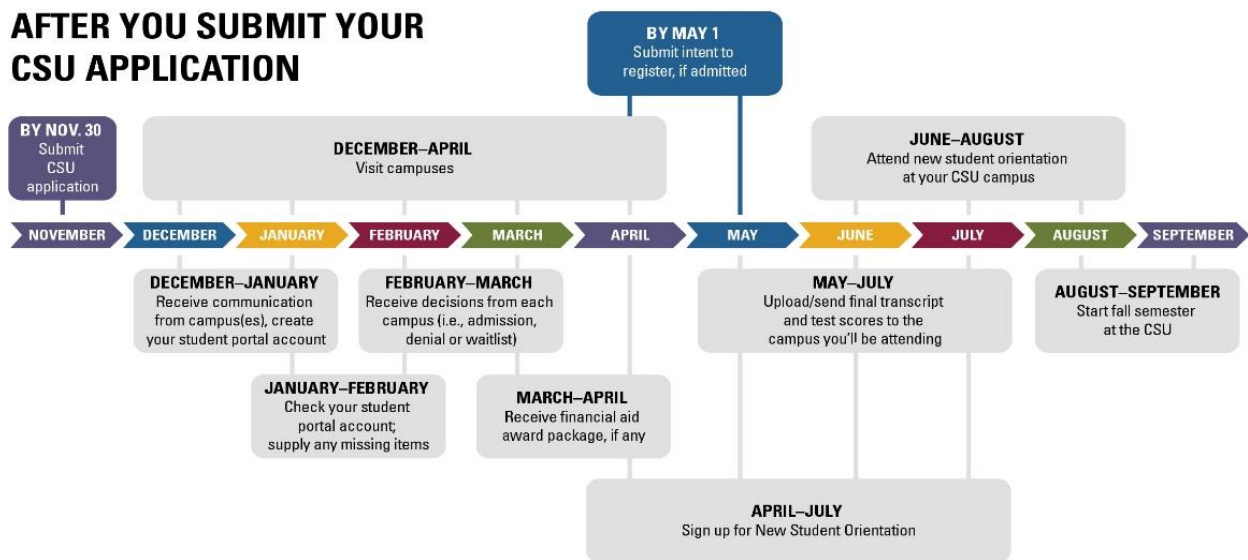 AFTER YOU SUBMIT YOUR
CSU APPLICATION
BY MAY 1
Submit intent to
register, if admitted
BY NOV. 30
Submit
CSU
application
DECEMBER–APRIL
Visit campuses
JUNE–AUGUST
Attend new student orientation
at your CSU campus
NOVEMBER
DECEMBER
JANUARY
FEBRUARY
MARCH
APRIL
MAY
JUNE
JULY
AUGUST
SEPTEMBER
DECEMBER–JANUARY
Receive communication
from campus(es), create
your student portal account
FEBRUARY–MARCH
Receive decisions from each
campus (i.e., admission,
denial or waitlist)
MAY–JULY
Upload/send final transcript
and test scores to the
campus you’ll be attending
AUGUST–SEPTEMBER
Start fall semester
at the CSU
JANUARY–FEBRUARY
Check your student
portal account;
supply any missing items
MARCH–APRIL
Receive financial aid
award package, if any
APRIL–JULY
Sign up for New Student Orientation